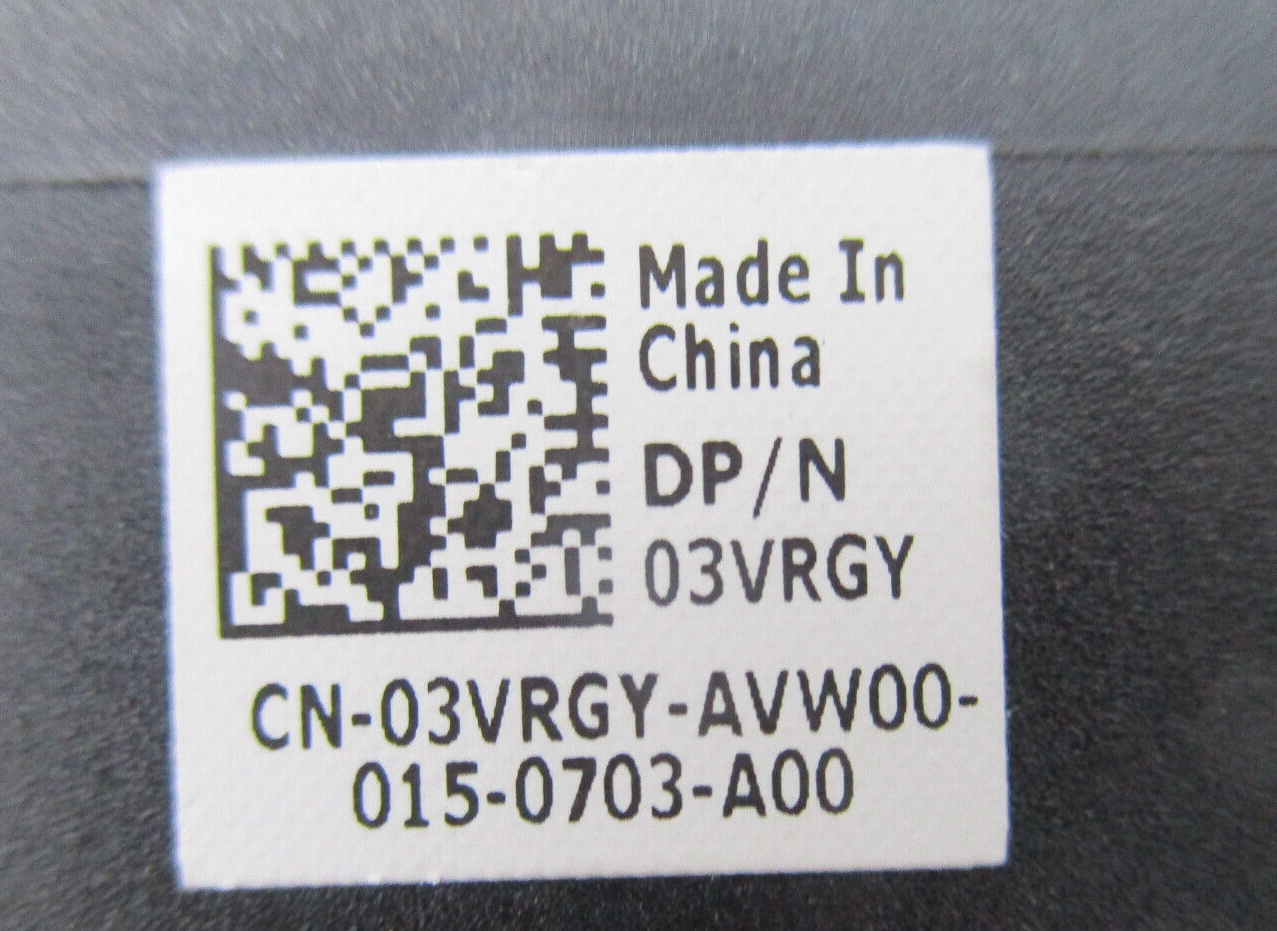 Made In
China
DP/N
03VRGY
CN-03VRGY-AVW00-
015-0703-A00